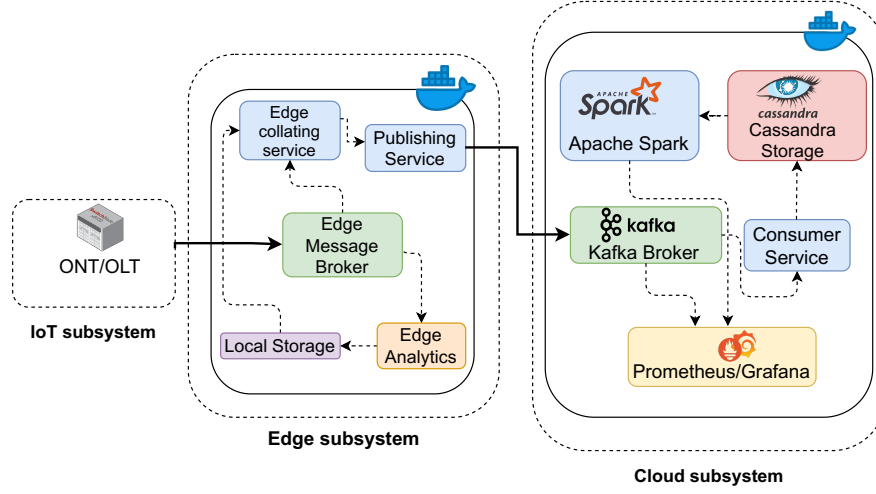 ONT/OLT
IoT subsystem
Edge
collating
service
Publishing
Service
Edge
Message
Broker
Local Storage
Edge
Analytics
Edge subsystem
APACHE
Spark
Apache Spark
cassandra
Cassandra
Storage
kafka
Kafka Broker
Consumer
Service
Prometheus/Grafana
Cloud subsystem